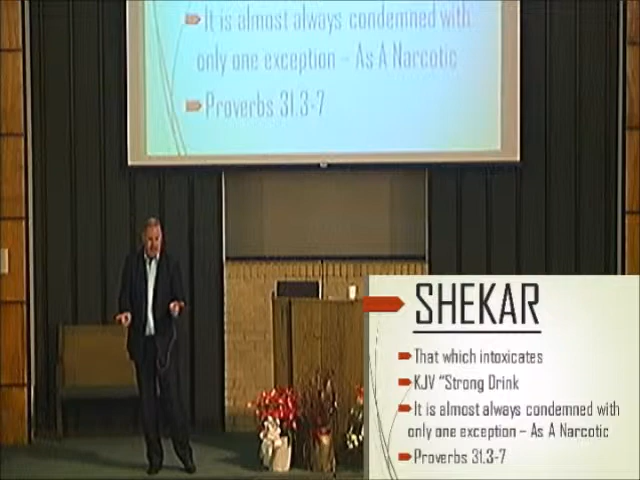 It is almost always condemned with
only one exception – As A Narcotic
Proverbs 31.3-7
SHEKAR
That which intoxicates
KJV "Strong Drink
It is almost always condemned with
only one exception – As A Narcotic
Proverbs 31.3-7